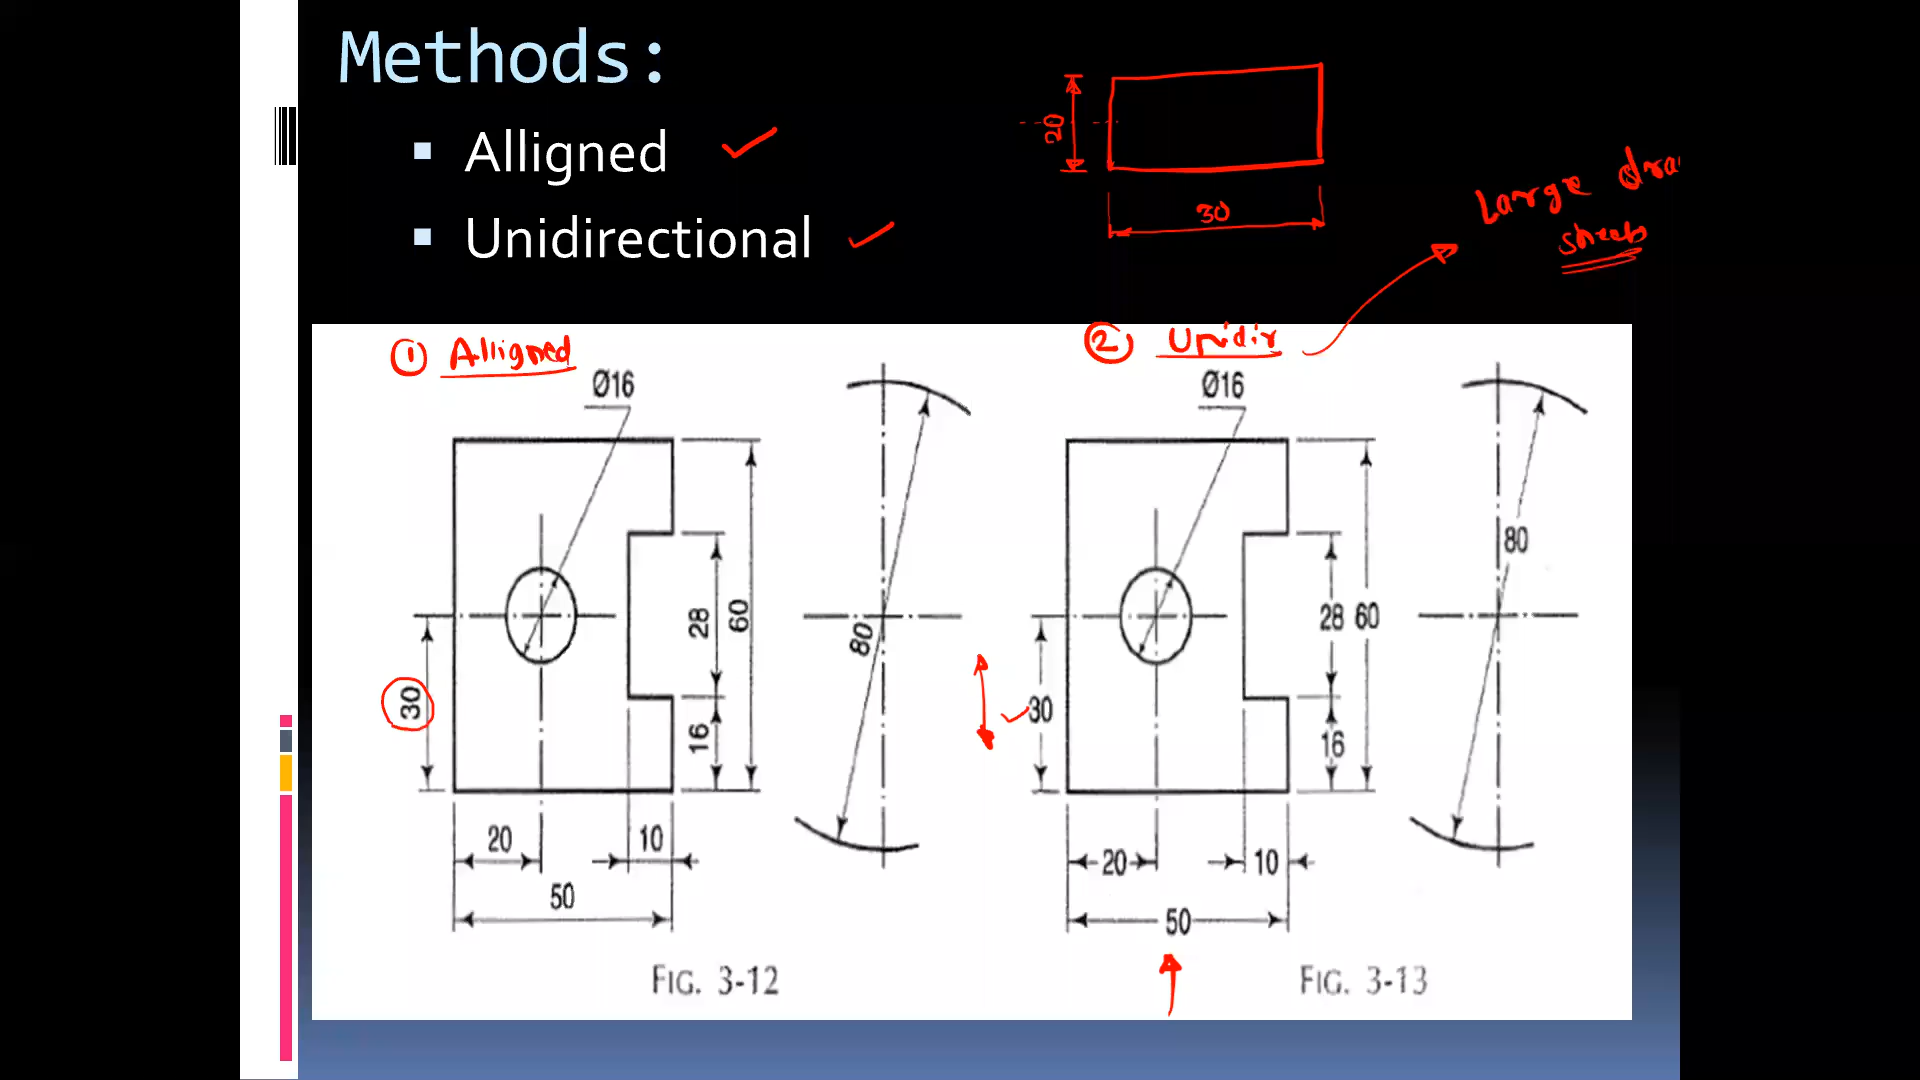 Methods:
▪ Alligned
▪ Unidirectional
20
30
Large dra
sheets
① Alligned
② Unidir
Ø16
Ø16
80
28
60
80
28 60
30
30
16
16
20
10
20
10
50
50
FIG. 3-12
FIG. 3-13